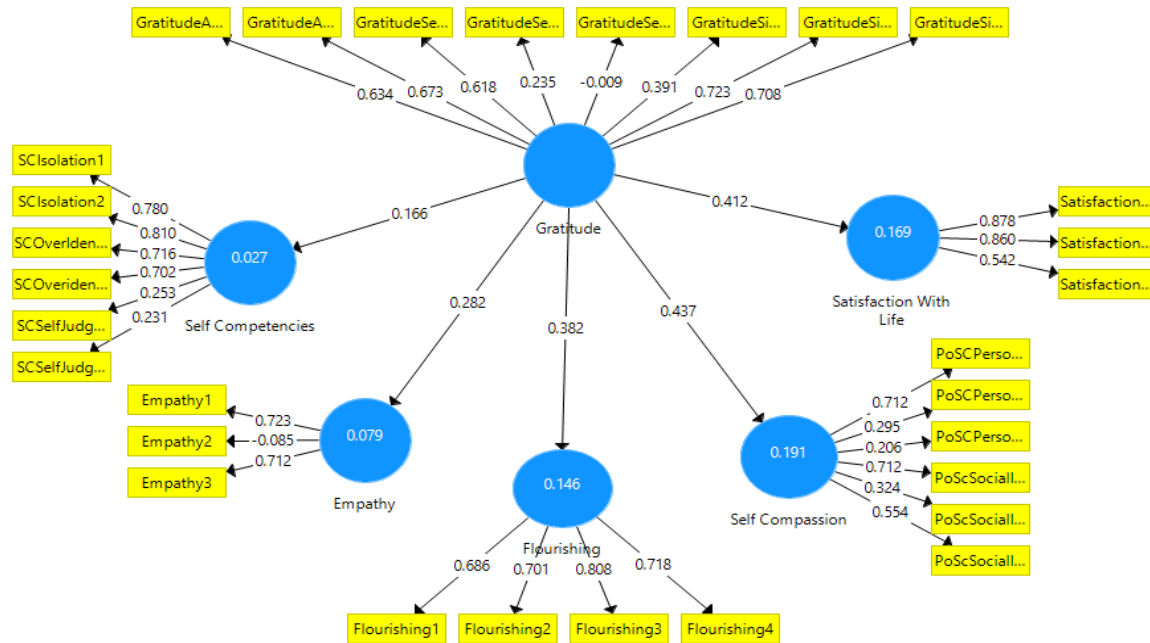 GratitudeA...
GratitudeA...
GratitudeSe...
GratitudeSe...
GratitudeSe...
GratitudeSi...
GratitudeSi...
GratitudeSi...
0.634
0.673
0.618
0.235
-0.009
0.391
0.723
0.708
Gratitude
0.166
0.282
0.382
0.437
0.412
SCIsolation1
SCIsolation2
SCOverIden...
SCOveriden...
SCSelfJudg...
SCSelfJudg...
0.780
0.810
0.716
0.702
0.253
0.231
0.027
Self Competencies
0.169
Satisfaction With
Life
0.878
0.860
0.542
Satisfaction...
Satisfaction...
Satisfaction...
Empathy1
Empathy2
Empathy3
0.723
-0.085
0.712
0.079
Empathy
0.146
Flourishing
0.686
0.701
0.808
0.718
Flourishing1
Flourishing2
Flourishing3
Flourishing4
0.191
Self Compassion
0.712
0.295
0.206
0.712
0.324
0.554
PoSCPerso...
PoSCPerso...
PoSCPerso...
PoScSociall...
PoScSociall...
PoScSociall...